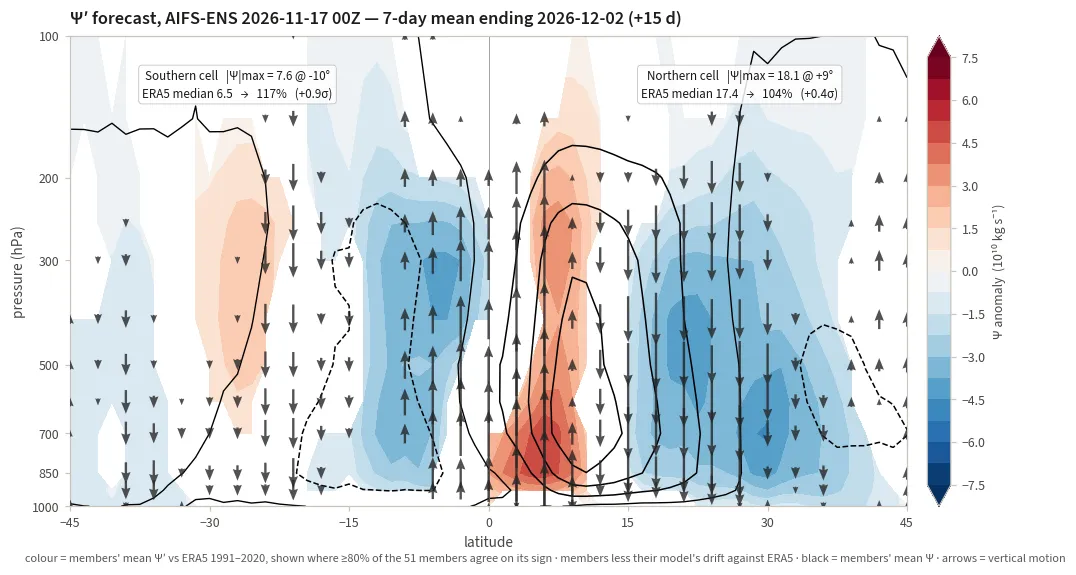 Ψ′ forecast, AIFS-ENS 2026-11-17 00Z — 7-day mean ending 2026-12-02 (+15 d)
Southern cell |Ψ|max = 7.6 @ -10°
ERA5 median 6.5 → 117% (+0.9σ)
Northern cell |Ψ|max = 18.1 @ +9°
ERA5 median 17.4 → 104% (+0.4σ)
100
200
300
400
500
700
850
1000
pressure (hPa)
−45
−30
−15
0
15
30
45
latitude
7.5
6.0
4.5
3.0
1.5
0.0
−1.5
−3.0
−4.5
−6.0
−7.5
Ψ anomaly (10¹⁰ kg s⁻¹)
colour = members' mean Ψ′ vs ERA5 1991–2020, shown where ≥80% of the 51 members agree on its sign · members less their model's drift against ERA5 · black = members' mean Ψ · arrows = vertical motion